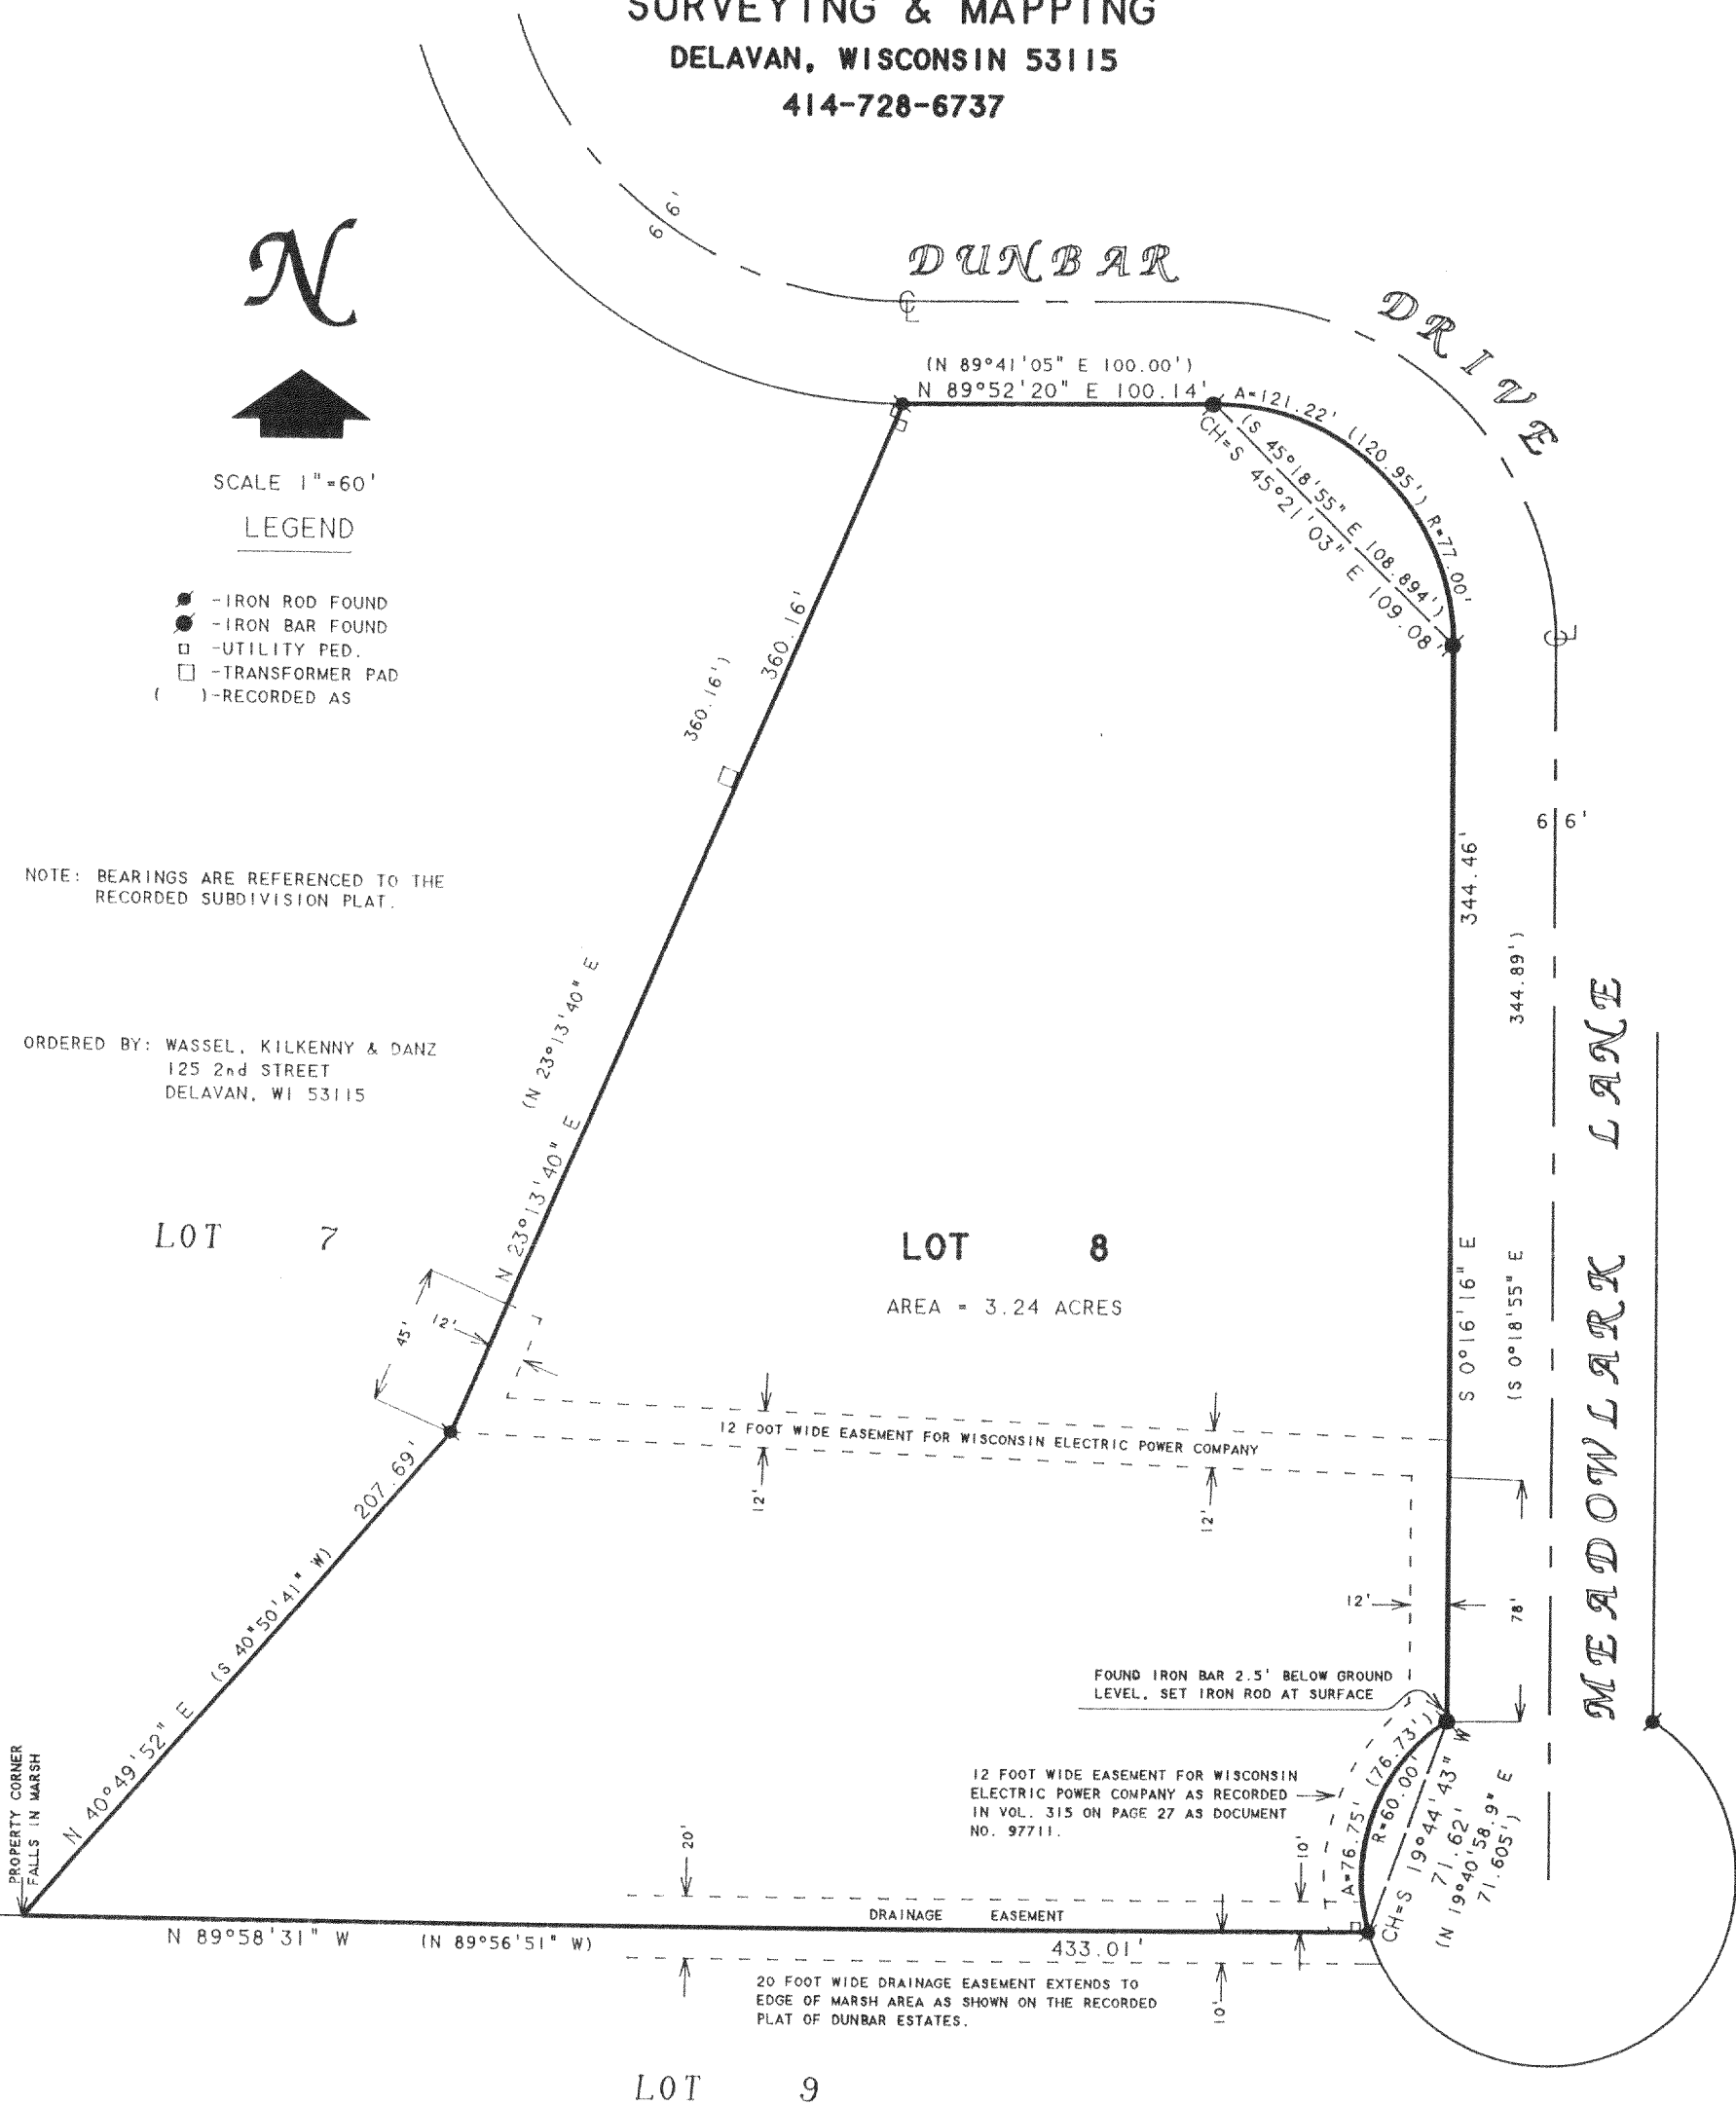 SURVEYING & MAPPING
DELAVAN, WISCONSIN 53115
414-728-6737
66'
DUNBAR
DRIVE
N
SCALE 1"=60'
LEGEND
-IRON ROD FOUND
-IRON BAR FOUND
-UTILITY PED.
-TRANSFORMER PAD
( )-RECORDED AS
(N 89°41'05" E 100.00')
N 89°52'20" E 100.14'
A=121.22' (120.95') R=77.00'
(S 45°18'55" E 108.894')
CH=S 45°21'03" E 109.08'
360.16'
360.16')
NOTE: BEARINGS ARE REFERENCED TO THE
RECORDED SUBDIVISION PLAT.
66'
344.46'
344.89')
(N 23°13'40" E
N 23°13'40" E
ORDERED BY: WASSEL, KILKENNY & DANZ
125 2nd STREET
DELAVAN, WI 53115
MEADOWLARK LANE
LOT 7
LOT 8
AREA = 3.24 ACRES
S 0°16'16" E
(S 0°18'55" E
45'
12'
12 FOOT WIDE EASEMENT FOR WISCONSIN ELECTRIC POWER COMPANY
12'
12'
207.69'
(S 40°50'41" W)
N 40°49'52" E
12'
78'
FOUND IRON BAR 2.5' BELOW GROUND
LEVEL, SET IRON ROD AT SURFACE
PROPERTY CORNER
FALLS IN MARSH
12 FOOT WIDE EASEMENT FOR WISCONSIN
ELECTRIC POWER COMPANY AS RECORDED
IN VOL. 315 ON PAGE 27 AS DOCUMENT
NO. 97711.
A=76.75' (76.73')
R=60.00'
CH=S 19°44'43" W
71.62'
(N 19°40'58.9" E
71.605')
20'
10'
DRAINAGE EASEMENT
N 89°58'31" W (N 89°56'51" W)
433.01'
20 FOOT WIDE DRAINAGE EASEMENT EXTENDS TO
EDGE OF MARSH AREA AS SHOWN ON THE RECORDED
PLAT OF DUNBAR ESTATES.
10'
LOT 9